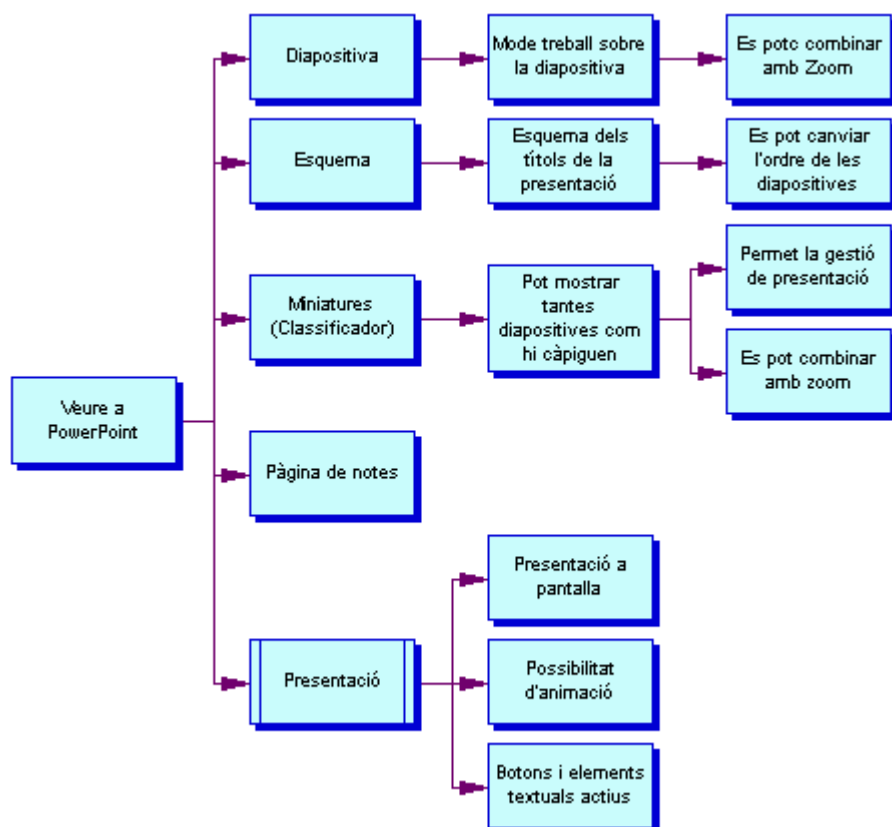 Diapositiva
Mode treball sobre
la diapositiva
Es potc combinar
amb Zoom
Esquema
Esquema dels
títols de la
presentació
Es pot canviar
l'ordre de les
diapositives
Miniatures
(Classificador)
Pot mostrar
tantes
diapositives com
hi càpiguen
Permet la gestió
de presentació
Es pot combinar
amb zoom
Veure a
PowerPoint
Pàgina de notes
Presentació
Presentació a
pantalla
Possibilitat
d'animació
Botons i elements
textuals actius